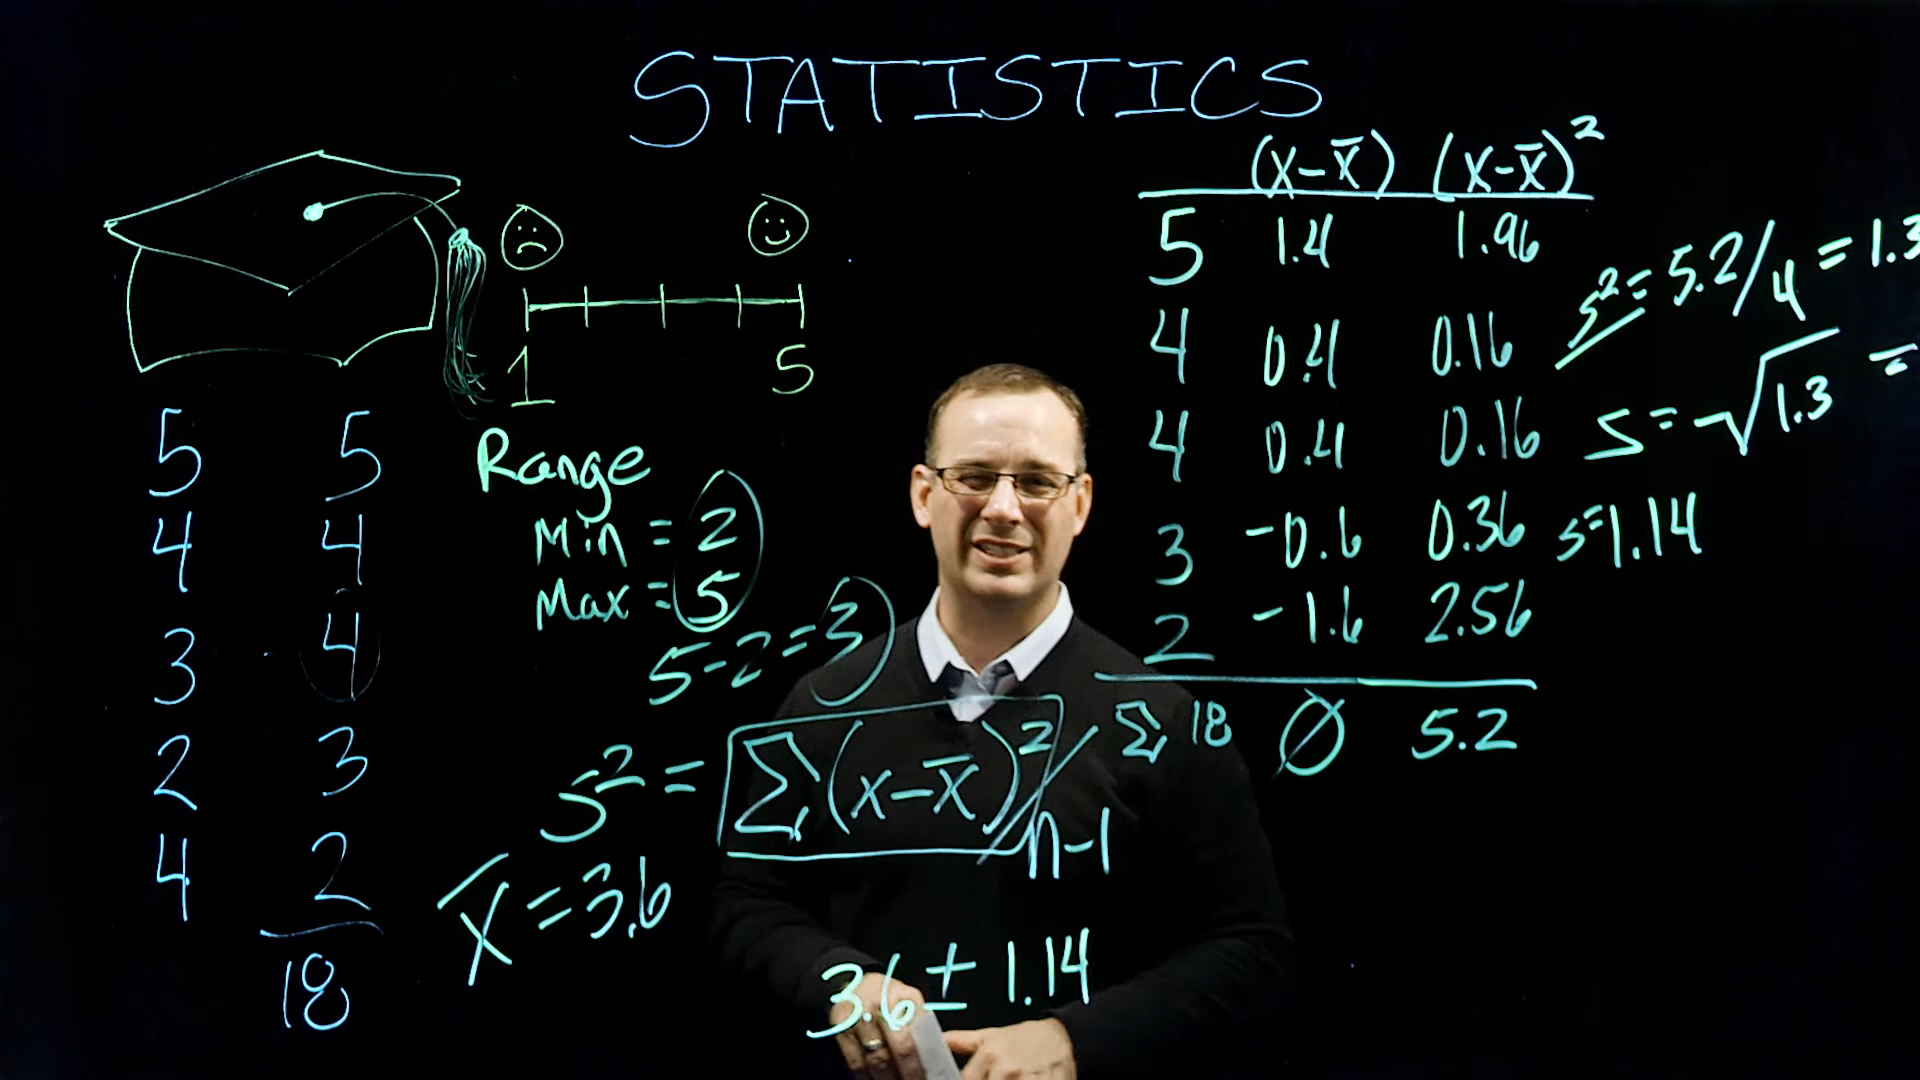 STATISTICS
1 5
5 5
4 4
3 4
2 3
4 2
18
Range
Min = 2
Max = 5
5-2=3
s² = Σ(x-x̄)²/n-1
x̄ = 3.6
3.6 ± 1.14
(x-x̄) (x-x̄)²
5 1.4 1.96
4 0.4 0.16
4 0.4 0.16
3 -0.6 0.36
2 -1.6 2.56
Σ 18 Ø 5.2
s² = 5.2/4 = 1.3
s = √1.3 =
s=1.14